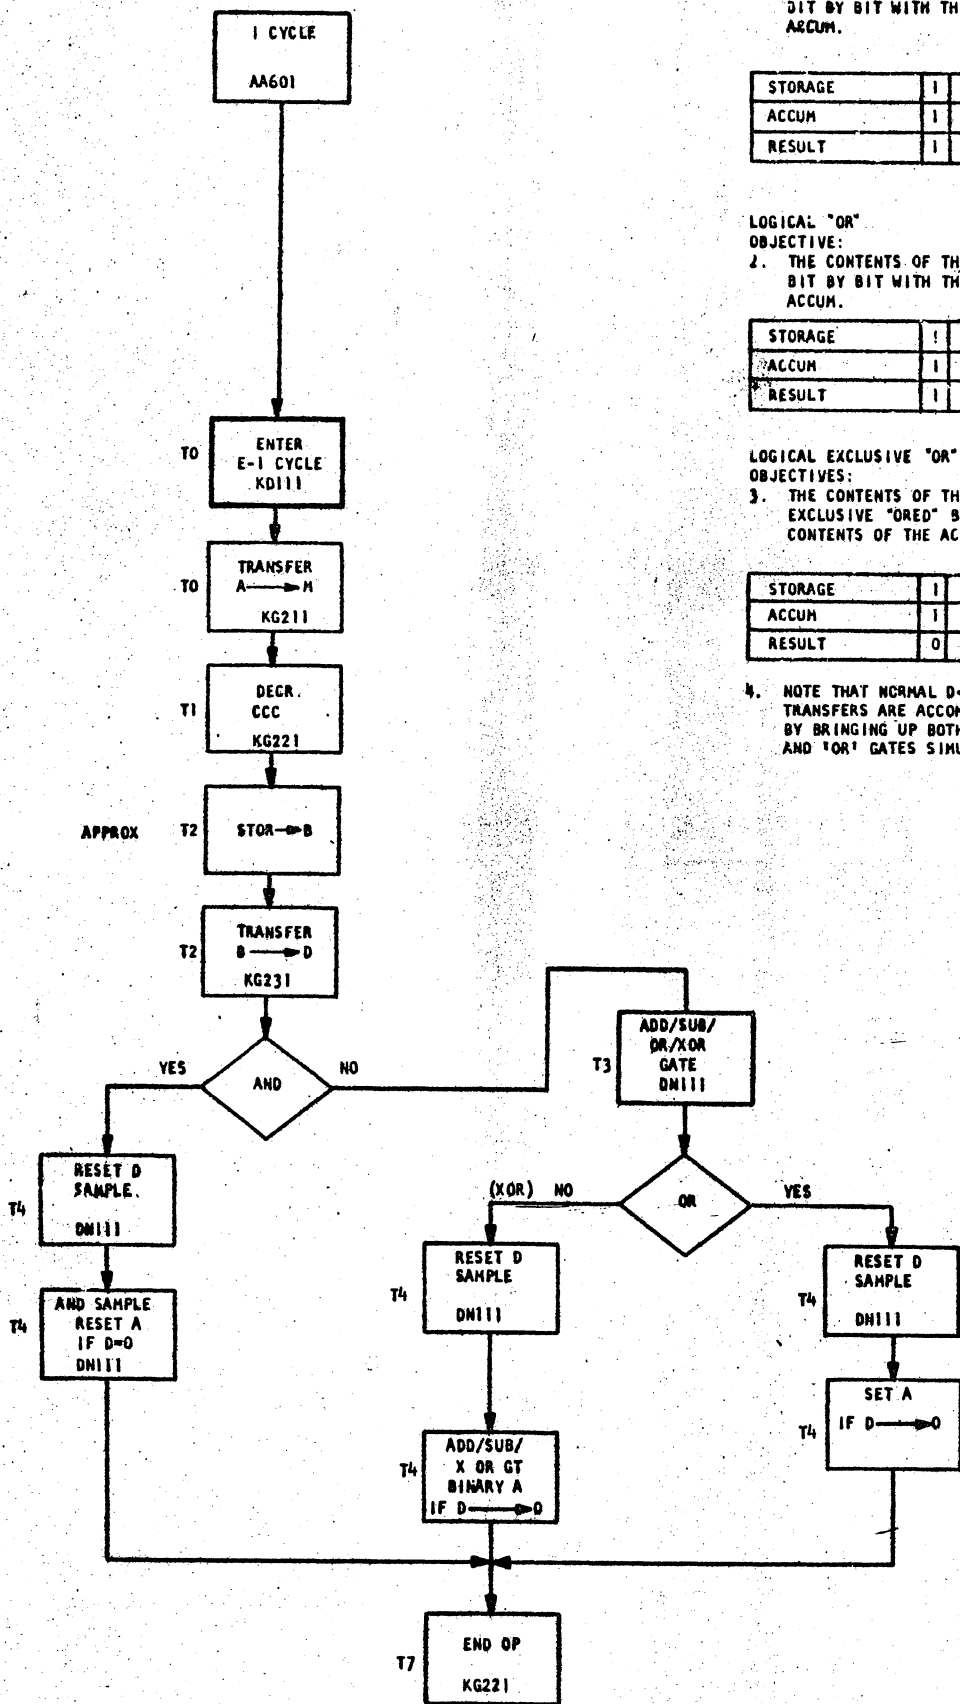 I CYCLE
AA601
T0
ENTER
E-1 CYCLE
KD111
T0
TRANSFER
A M
KG211
T1
DECR.
CCC
KG221
APPROX T2
STOR B
T2
TRANSFER
B D
KG231
YES
AND
NO
T3
ADD/SUB/
OR/XOR
GATE
DN111
T4
RESET D
SAMPLE.
DN111
T4
AND SAMPLE
RESET A
IF D=0
DN111
(XOR) NO
OR
YES
T4
RESET D
SAMPLE
DN111
T4
ADD/SUB/
X OR GT
BINARY A
IF D 0
T4
RESET D
SAMPLE
DN111
T4
SET A
IF D 0
T7
END OP
KG221
BIT BY BIT WITH TH
ACCUM.
STORAGE 1
ACCUM 1
RESULT 1
LOGICAL "OR"
OBJECTIVE:
2. THE CONTENTS OF TH
BIT BY BIT WITH TH
ACCUM.
STORAGE 1
ACCUM 1
RESULT 1
LOGICAL EXCLUSIVE "OR"
OBJECTIVES:
3. THE CONTENTS OF TH
EXCLUSIVE "ORED" B
CONTENTS OF THE AC
STORAGE 1
ACCUM 1
RESULT 0
4. NOTE THAT NORMAL D
TRANSFERS ARE ACCOM
BY BRINGING UP BOTH
AND 'OR' GATES SIMU